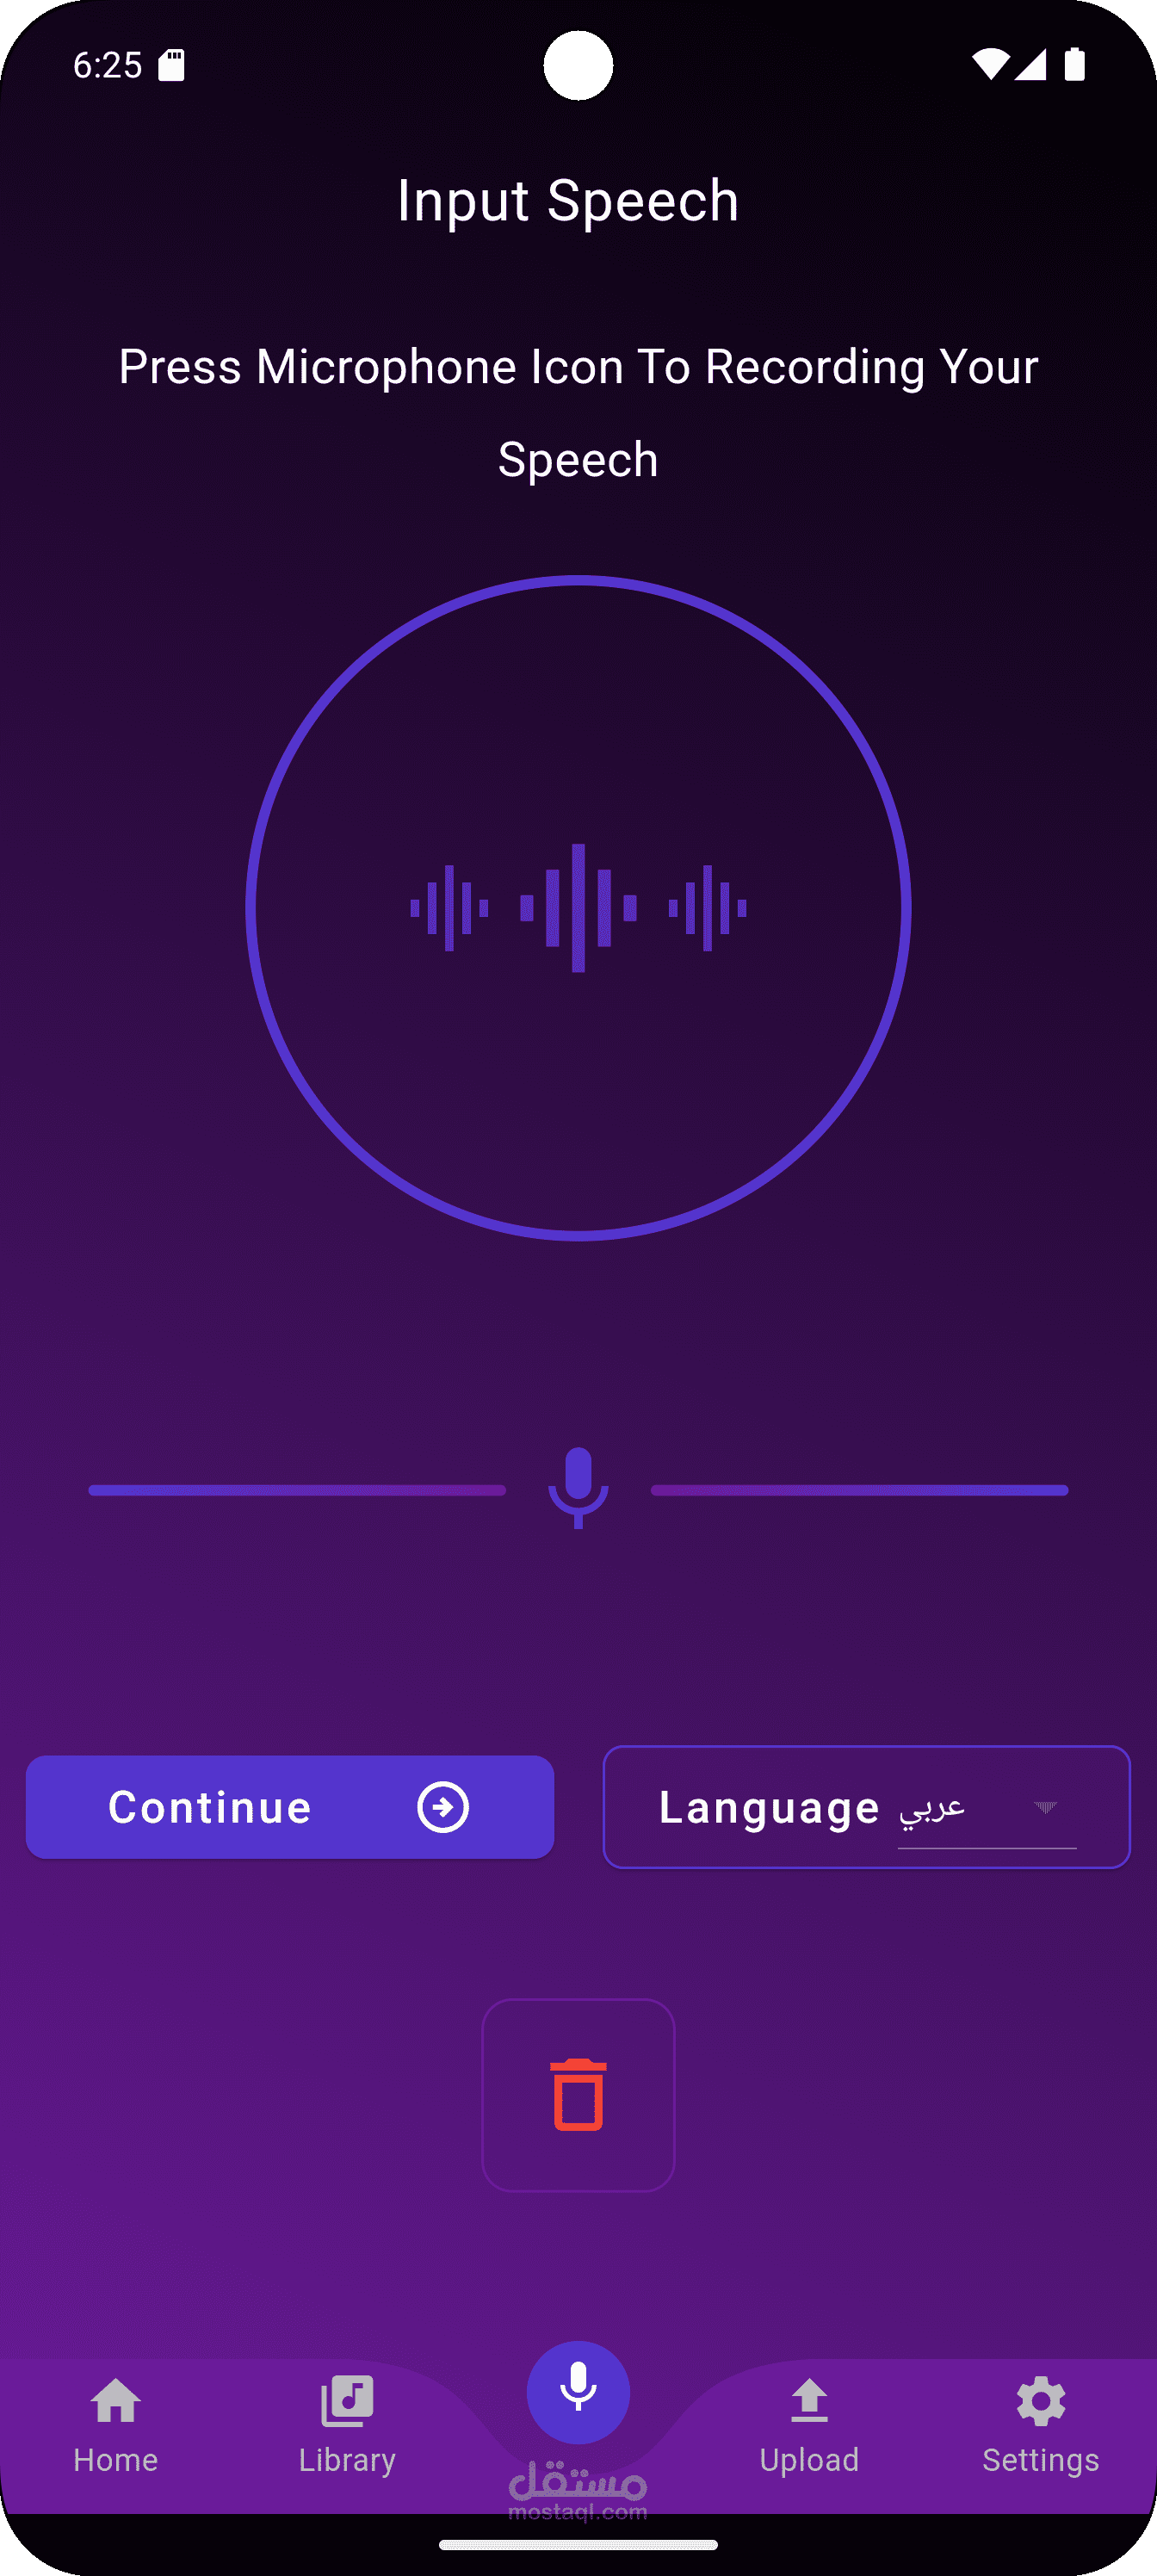 6:25
Input Speech
Press Microphone Icon To Recording Your
Speech
Continue
Language عربي
Home Library Upload Settings
مستقل
mostaql.com